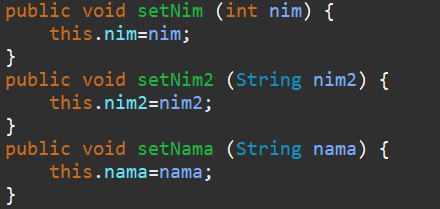 public void setNim (int nim) {
    this.nim=nim;
}
public void setNim2 (String nim2) {
    this.nim2=nim2;
}
public void setNama (String nama) {
    this.nama=nama;
}